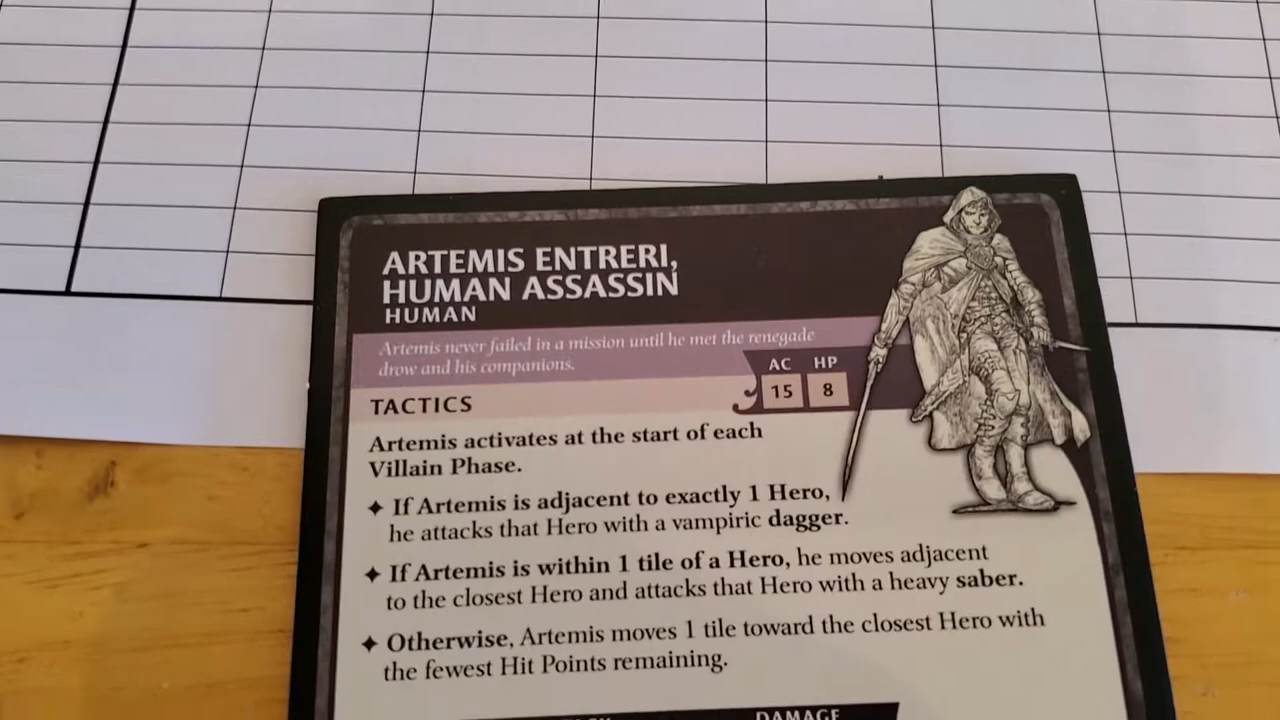 ARTEMIS ENTRERI,
HUMAN ASSASSIN
HUMAN
Artemis never failed in a mission until he met the renegade
drow and his companions.
AC HP
15 8
TACTICS
Artemis activates at the start of each
Villain Phase.
✦ If Artemis is adjacent to exactly 1 Hero,
he attacks that Hero with a vampiric dagger.
✦ If Artemis is within 1 tile of a Hero, he moves adjacent
to the closest Hero and attacks that Hero with a heavy saber.
✦ Otherwise, Artemis moves 1 tile toward the closest Hero with
the fewest Hit Points remaining.
DAMAGE